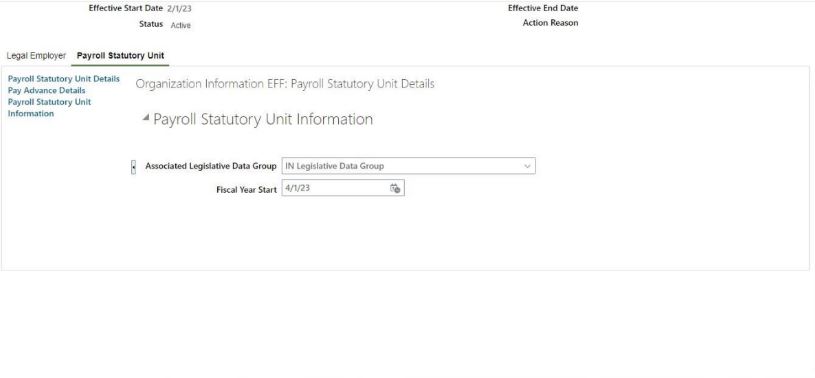 Effective Start Date 2/1/23 Effective End Date
Status Active Action Reason
Legal Employer Payroll Statutory Unit
Payroll Statutory Unit Details
Pay Advance Details
Payroll Statutory Unit
Information
Organization Information EFF: Payroll Statutory Unit Details
Payroll Statutory Unit Information
Associated Legislative Data Group IN Legislative Data Group
Fiscal Year Start 4/1/23